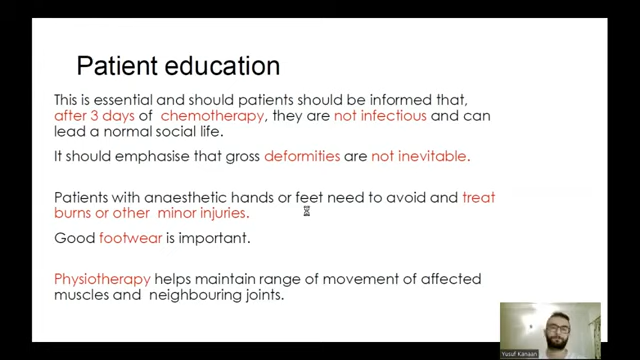 Patient education
This is essential and should patients should be informed that,
after 3 days of chemotherapy, they are not infectious and can
lead a normal social life.
It should emphasise that gross deformities are not inevitable.
Patients with anaesthetic hands or feet need to avoid and treat
burns or other minor injuries.
Good footwear is important.
Physiotherapy helps maintain range of movement of affected
muscles and neighbouring joints.
Yusuf Kanaan